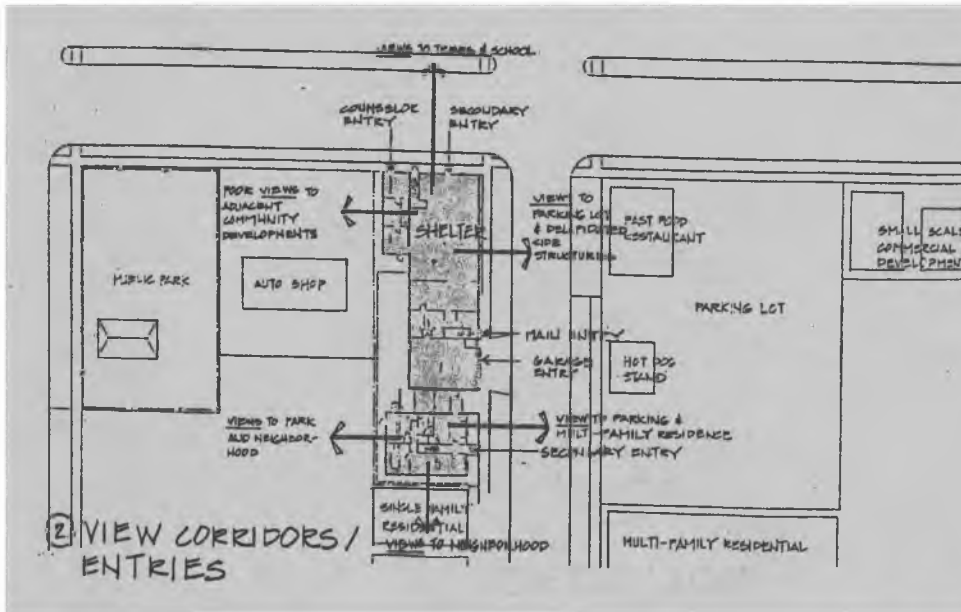 VIEWS TO TREES & SCHOOL
COUNSELOR
ENTRY
SECONDARY
ENTRY
POOR VIEWS TO
ADJACENT
COMMUNITY
DEVELOPMENTS
SHELTER
VIEW TO
PARKING LOT
& DELAPIDATED
SIDE
STRUCTURING
FAST FOOD
RESTAURANT
SMALL SCALE
COMMERCIAL
DEVELOPMENT
PUBLIC PARK
AUTO SHOP
PARKING LOT
MAIN ENTRY
GARAGE
ENTRY
HOT DOG
STAND
VIEWS TO PARK
AND NEIGHBOR-
HOOD
VIEW TO PARKING &
MULTI-FAMILY RESIDENCE
SECONDARY ENTRY
SINGLE FAMILY
RESIDENTIAL
VIEWS TO NEIGHBORHOOD
MULTI-FAMILY RESIDENTIAL
2 VIEW CORRIDORS/
ENTRIES